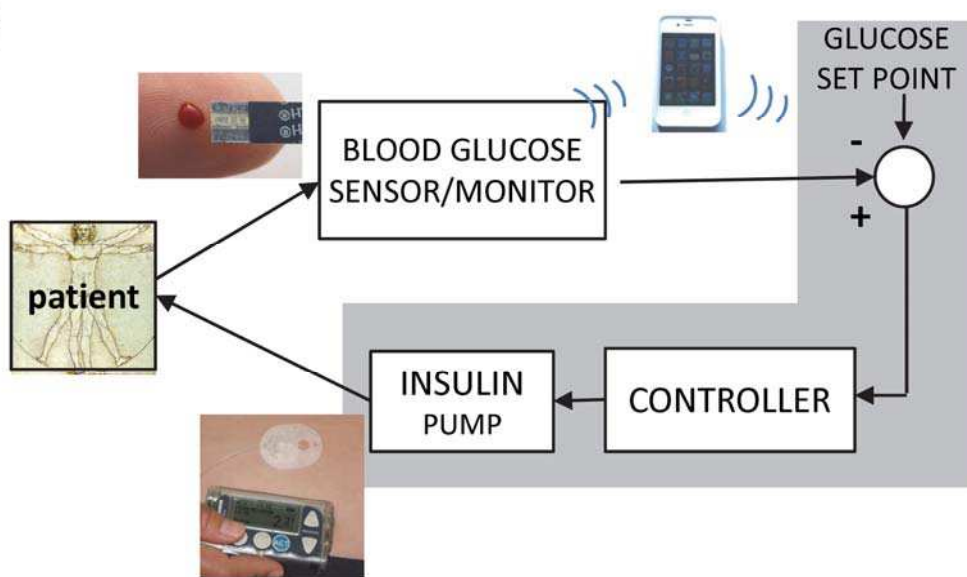 GLUCOSE
SET POINT
BLOOD GLUCOSE
SENSOR/MONITOR
-
+
patient
INSULIN
PUMP
CONTROLLER